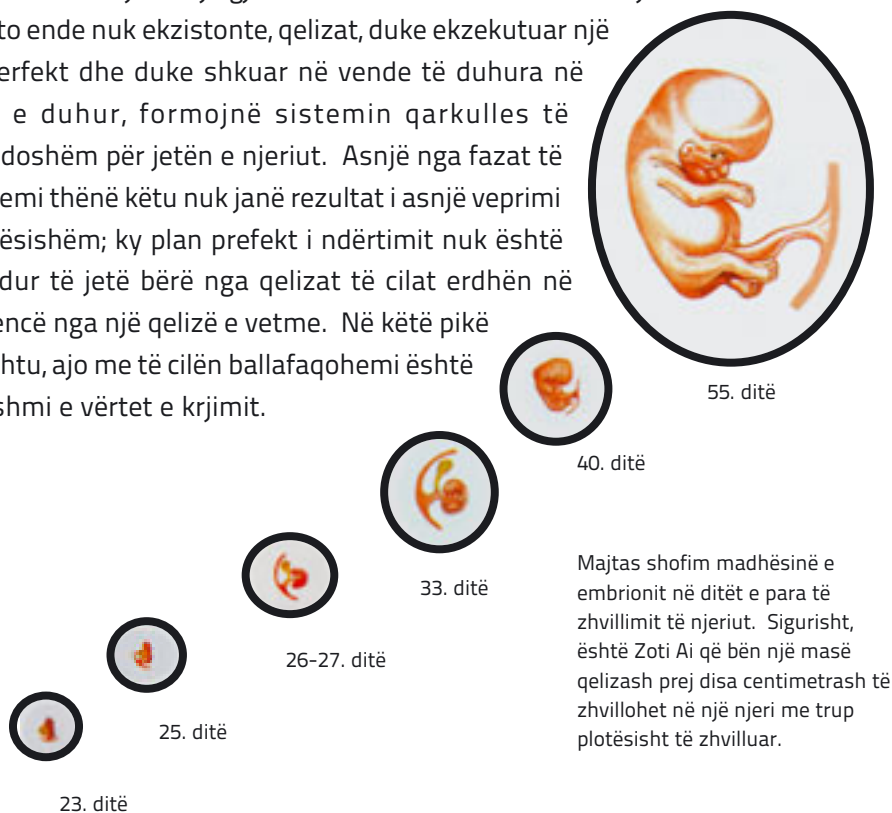 to ende nuk ekzistonte, qelizat, duke ekzekutuar një
erfekt dhe duke shkuar në vende të duhura në
e duhur, formojnë sistemin qarkulles të
doshëm për jetën e njeriut. Asnjë nga fazat të
emi thënë këtu nuk janë rezultat i asnjë veprimi
ësishëm; ky plan prefekt i ndërtimit nuk është
dur të jetë bërë nga qelizat të cilat erdhën në
encë nga një qelizë e vetme. Në këtë pikë
htu, ajo me të cilën ballafaqohemi është
shmi e vërtet e krjimit.
55. ditë
40. ditë
33. ditë
26-27. ditë
25. ditë
23. ditë
Majtas shofim madhësinë e
embrionit në ditët e para të
zhvillimit të njeriut. Sigurisht,
është Zoti Ai që bën një masë
qelizash prej disa centimetrash të
zhvillohet në një njeri me trup
plotësisht të zhvilluar.